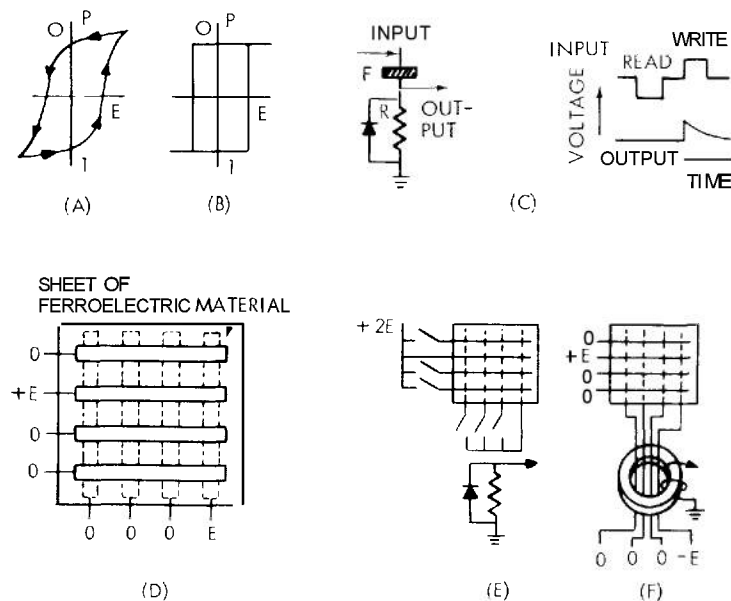 O P
E
1
(A)
O P
E
1
(B)
INPUT
F
R
OUT-
PUT
INPUT
READ
WRITE
VOLTAGE
OUTPUT
TIME
(C)
SHEET OF
FERROELECTRIC MATERIAL
0
+E
0
0
0 0 0 E
(D)
+ 2E
(E)
0
+E
0
0
0 0 0 -E
(F)